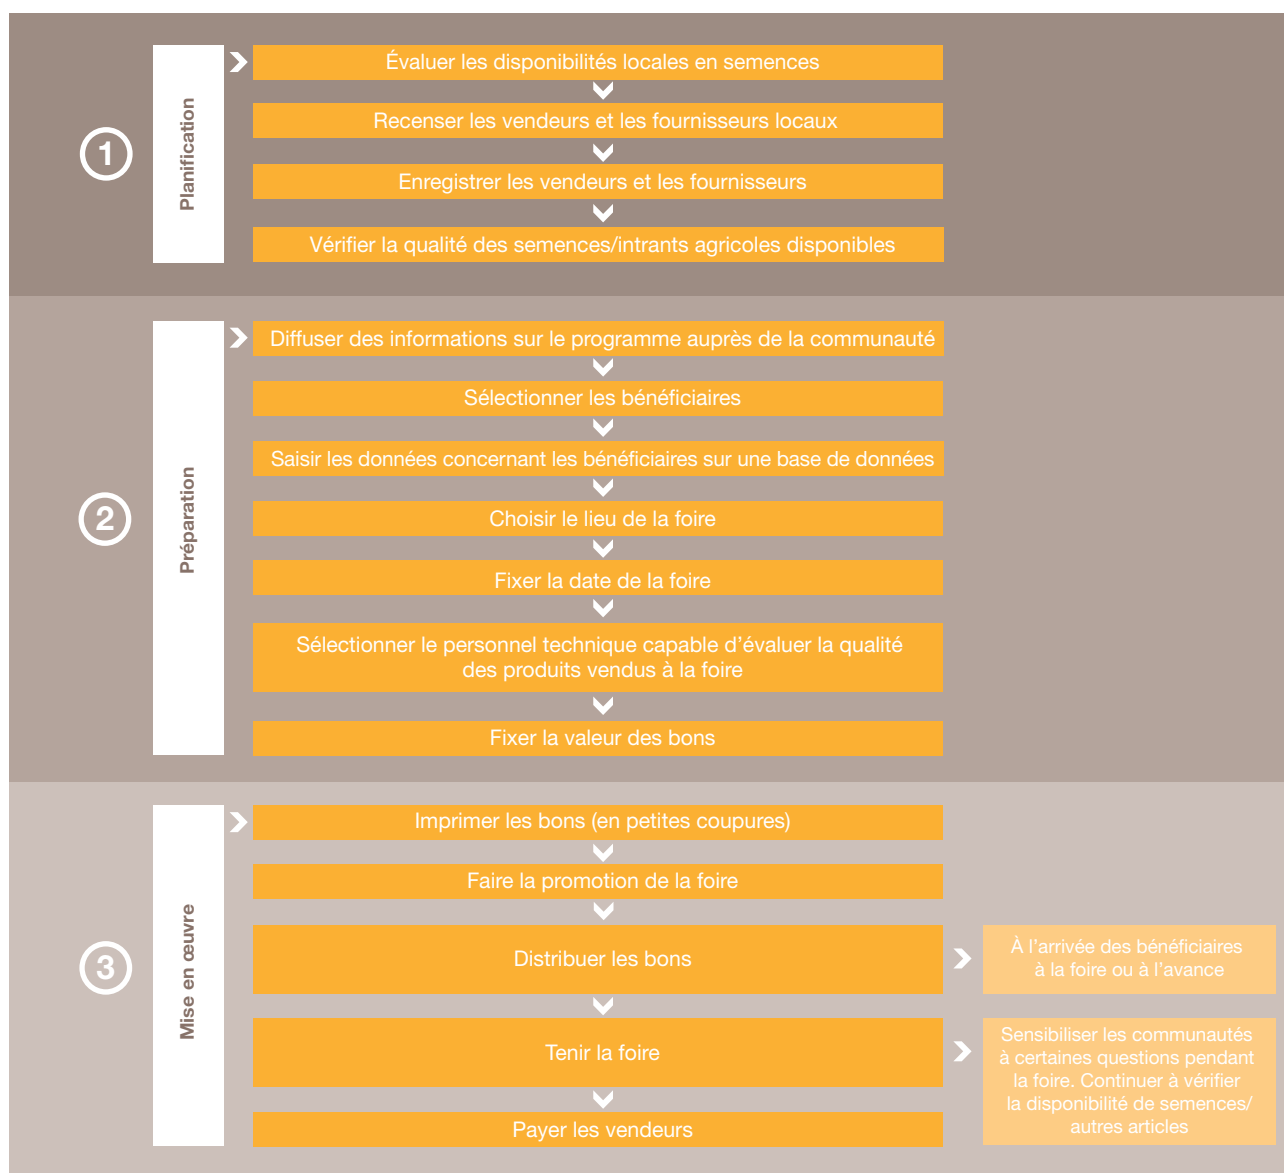 1
Planification
Évaluer les disponibilités locales en semences
Recenser les vendeurs et les fournisseurs locaux
Enregistrer les vendeurs et les fournisseurs
Vérifier la qualité des semences/intrants agricoles disponibles
2
Préparation
Diffuser des informations sur le programme auprès de la communauté
Sélectionner les bénéficiaires
Saisir les données concernant les bénéficiaires sur une base de données
Choisir le lieu de la foire
Fixer la date de la foire
Sélectionner le personnel technique capable d'évaluer la qualité
des produits vendus à la foire
Fixer la valeur des bons
3
Mise en œuvre
Imprimer les bons (en petites coupures)
Faire la promotion de la foire
Distribuer les bons
À l'arrivée des bénéficiaires
à la foire ou à l'avance
Tenir la foire
Sensibiliser les communautés
à certaines questions pendant
la foire. Continuer à vérifier
la disponibilité de semences/
autres articles
Payer les vendeurs